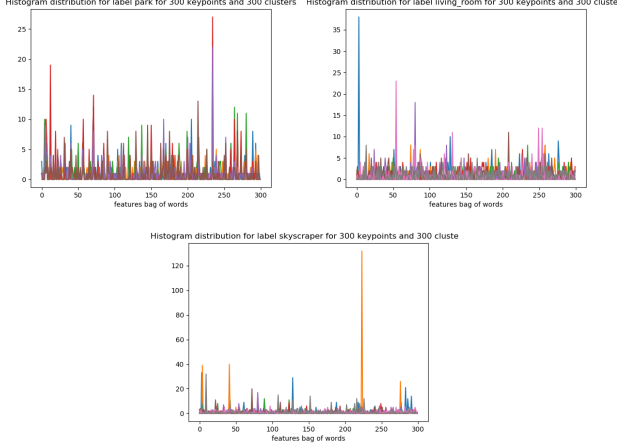 Histogram distribution for label park for 300 keypoints and 300 clusters
Histogram distribution for label living_room for 300 keypoints and 300 cluste
25
20
15
10
5
0
0 50 100 150 200 250 300
35
30
25
20
15
10
5
0
0 50 100 150 200 250 300
features bag of words
features bag of words
Histogram distribution for label skyscraper for 300 keypoints and 300 cluste
120
100
80
60
40
20
0
0 50 100 150 200 250 300
features bag of words